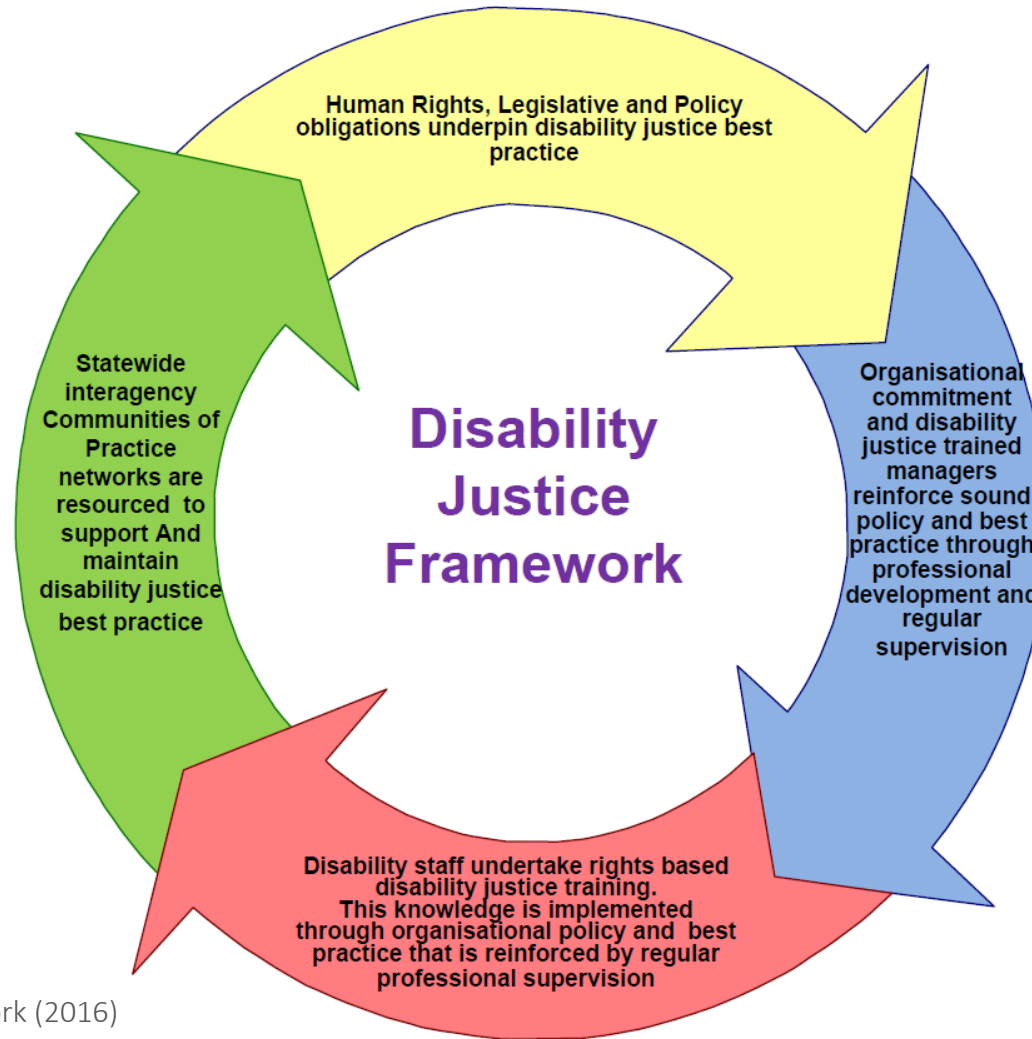 Human Rights, Legislative and Policy
obligations underpin disability justice best
practice
Organisational
commitment
and disability
justice trained
managers
reinforce sound
policy and best
practice through
professional
development and
regular
supervision
Disability staff undertake rights based
disability justice training.
This knowledge is implemented
through organisational policy and  best
practice that is reinforced by regular
professional supervision
Statewide
interagency
Communities of
Practice
networks are
resourced  to
support And
maintain
disability justice
best practice
Disability
Justice
Framework
(2016)